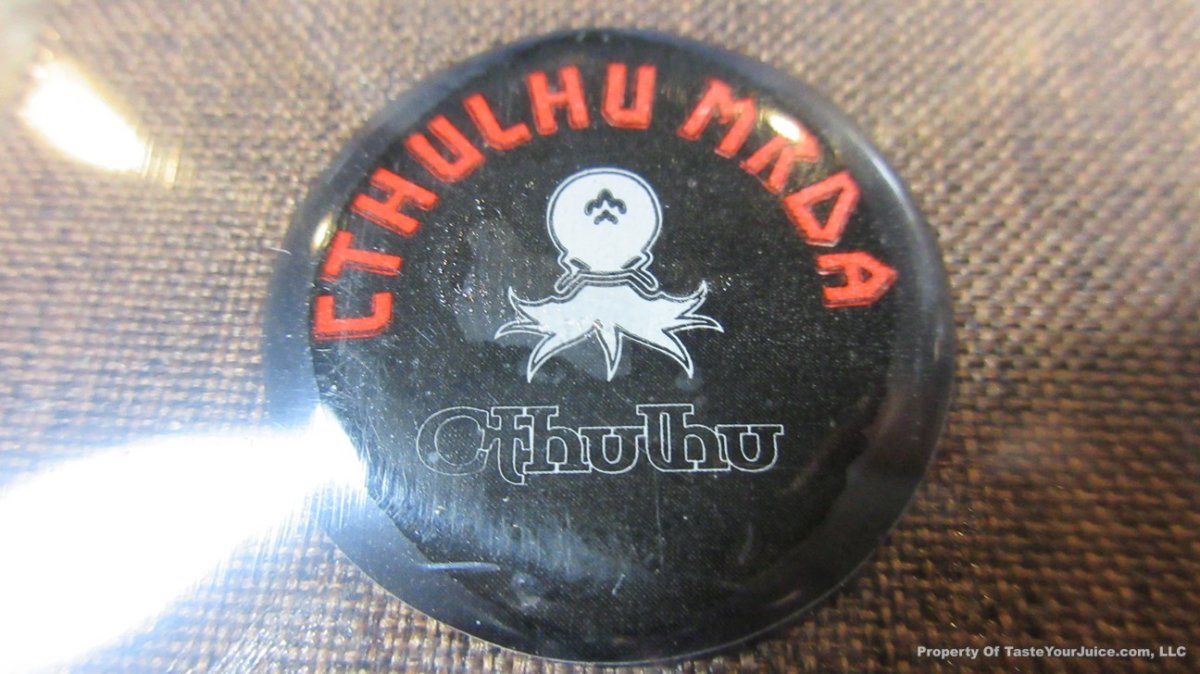 CTHULHU MRDA
Cthulhu
Property Of TasteYourJuice.com, LLC